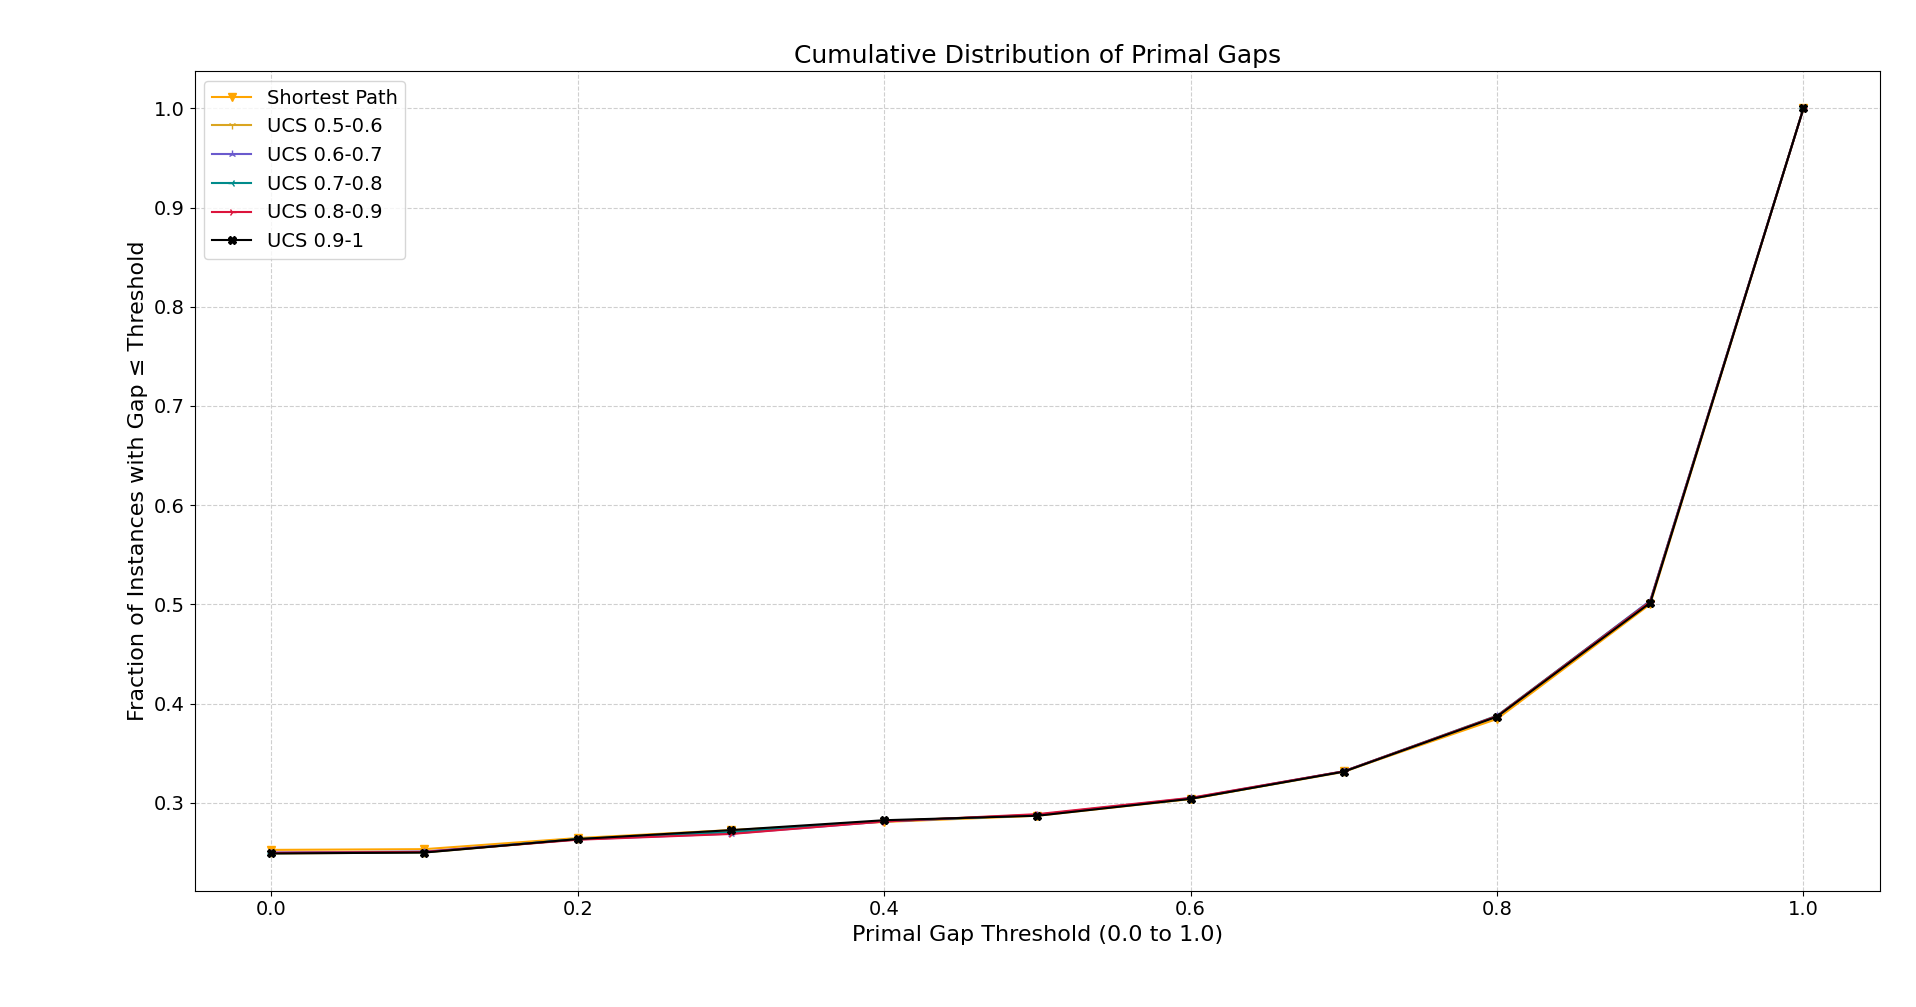 Cumulative Distribution of Primal Gaps
Shortest Path
UCS 0.5-0.6
UCS 0.6-0.7
UCS 0.7-0.8
UCS 0.8-0.9
UCS 0.9-1
Fraction of Instances with Gap ≤ Threshold
1.0
0.9
0.8
0.7
0.6
0.5
0.4
0.3
0.0 0.2 0.4 0.6 0.8 1.0
Primal Gap Threshold (0.0 to 1.0)